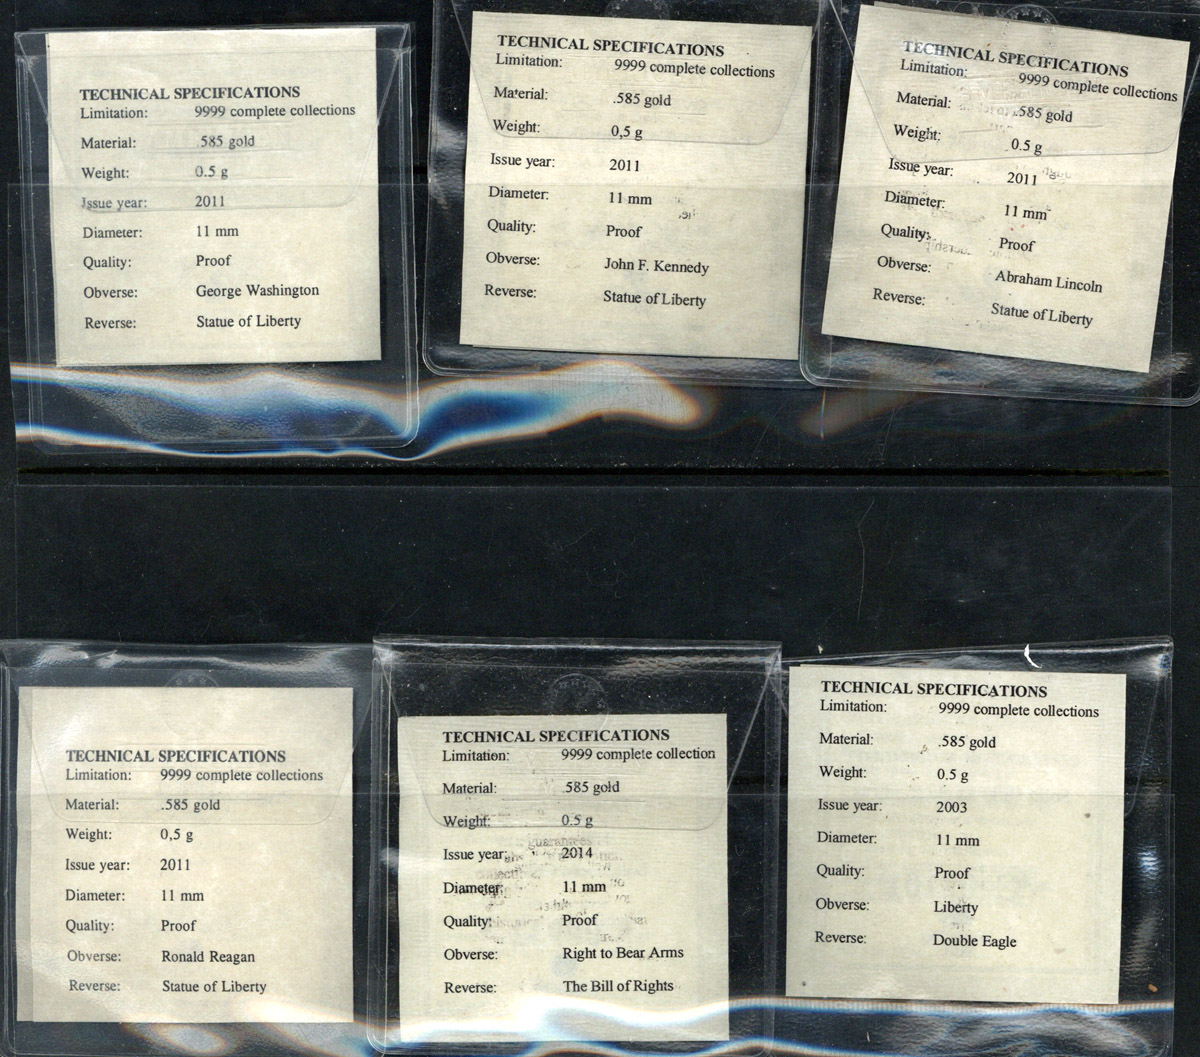 TECHNICAL SPECIFICATIONS
Limitation: 9999 complete collections
Material: .585 gold
Weight: 0.5 g
Issue year: 2011
Diameter: 11 mm
Quality: Proof
Obverse: George Washington
Reverse: Statue of Liberty
TECHNICAL SPECIFICATIONS
Limitation: 9999 complete collections
Material: .585 gold
Weight: 0,5 g
Issue year: 2011
Diameter: 11 mm
Quality: Proof
Obverse: John F. Kennedy
Reverse: Statue of Liberty
TECHNICAL SPECIFICATIONS
Limitation: 9999 complete collections
Material: .585 gold
Weight: 0.5 g
Issue year: 2011
Diameter: 11 mm
Quality: Proof
Obverse: Abraham Lincoln
Reverse: Statue of Liberty
TECHNICAL SPECIFICATIONS
Limitation: 9999 complete collections
Material: .585 gold
Weight: 0,5 g
Issue year: 2011
Diameter: 11 mm
Quality: Proof
Obverse: Ronald Reagan
Reverse: Statue of Liberty
TECHNICAL SPECIFICATIONS
Limitation: 9999 complete collection
Material: .585 gold
Weight: 0.5 g
Issue year: 2014
Diameter: 11 mm
Quality: Proof
Obverse: Right to Bear Arms
Reverse: The Bill of Rights
TECHNICAL SPECIFICATIONS
Limitation: 9999 complete collections
Material: .585 gold
Weight: 0.5 g
Issue year: 2003
Diameter: 11 mm
Quality: Proof
Obverse: Liberty
Reverse: Double Eagle